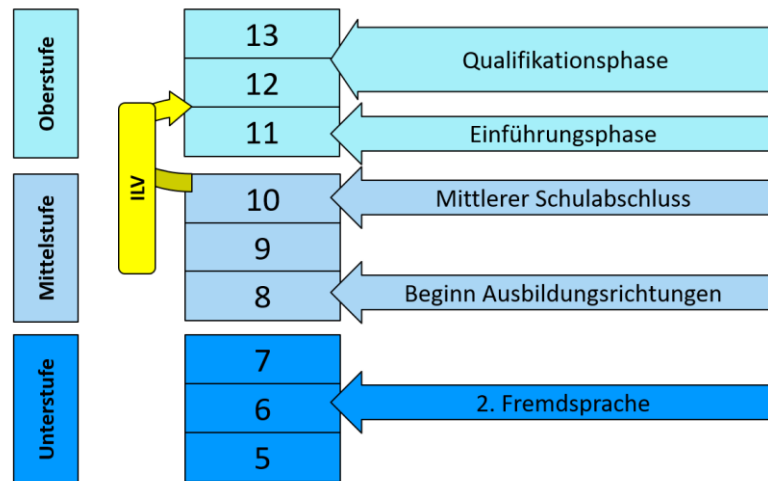 Oberstufe
13
12
11
Qualifikationsphase
Einführungsphase
ILV
Mittelstufe
10
9
8
Mittlerer Schulabschluss
Beginn Ausbildungsrichtungen
Unterstufe
7
6
5
2. Fremdsprache